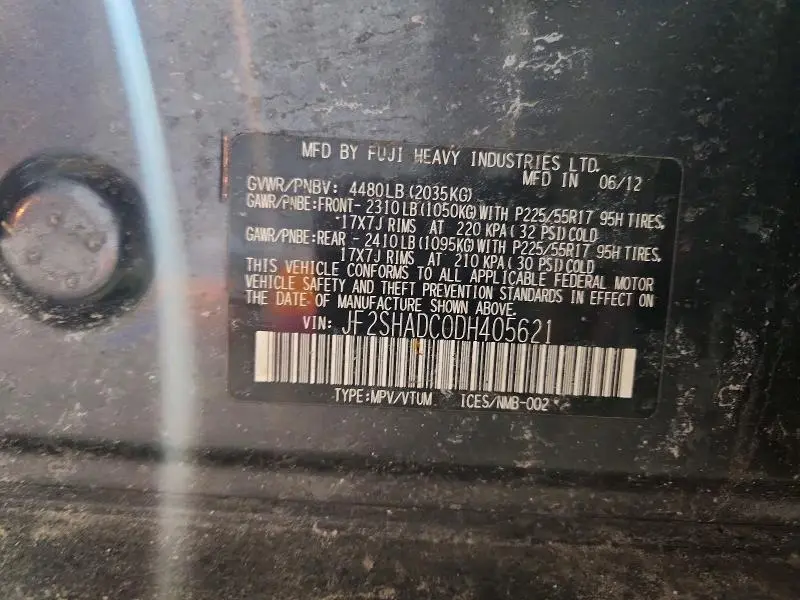 MFD BY FUJI HEAVY INDUSTRIES LTD.
MFD IN 06/12
GVWR/PNBV: 4480LB(2035KG)
GAWR/PNBE:FRONT- 2310LB(1050KG)WITH P225/55R17 95H TIRES,
17X7J RIMS AT 220 KPA(32 PSI)COLD
GAWR/PNBE:REAR - 2410LB(1095KG)WITH P225/55R17 95H TIRES,
17X7J RIMS AT 210 KPA(30 PSI)COLD
THIS VEHICLE CONFORMS TO ALL APPLICABLE FEDERAL MOTOR
VEHICLE SAFETY AND THEFT PREVENTION STANDARDS IN EFFECT ON
THE DATE OF MANUFACTURE SHOWN ABOVE.
VIN: JF2SHADC0DH405621
TYPE:MPV/VTUM ICES/NMB-002